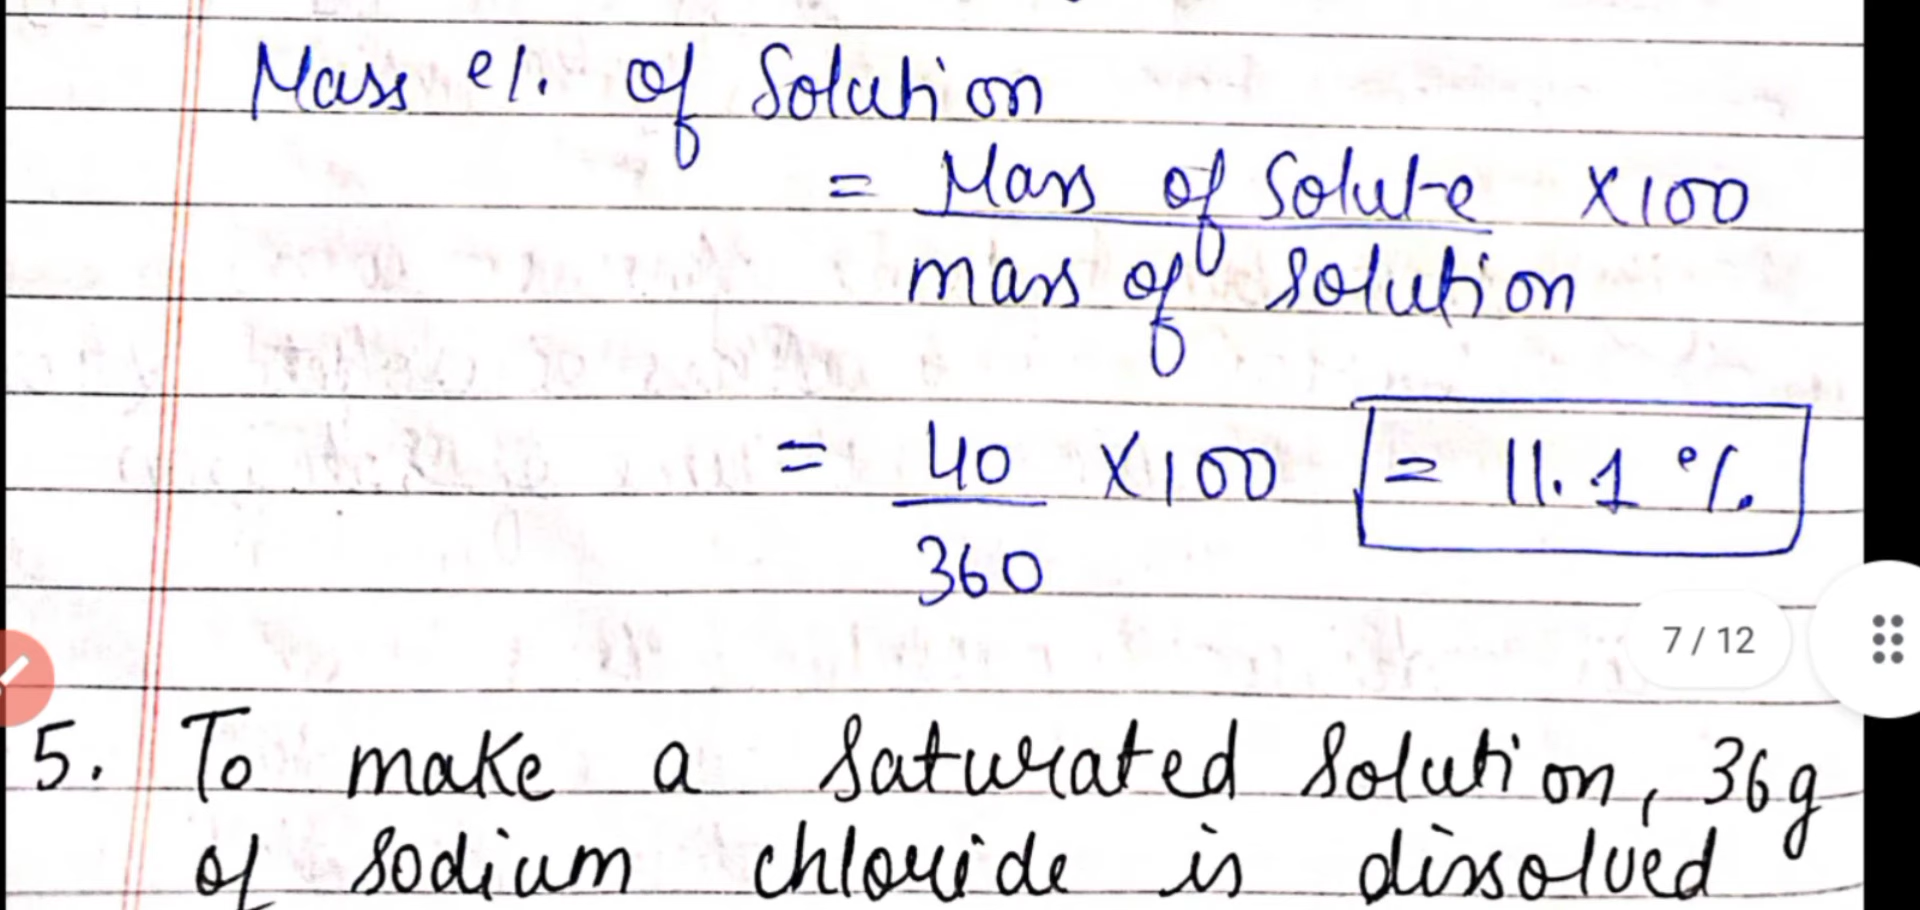 Mass %. of Solution
= Mass of Solute X100
mass of solution
= 40 X100 = 11.1 %
360
7 / 12
5. To make a saturated solution, 36g
of sodium chloride is dissolved